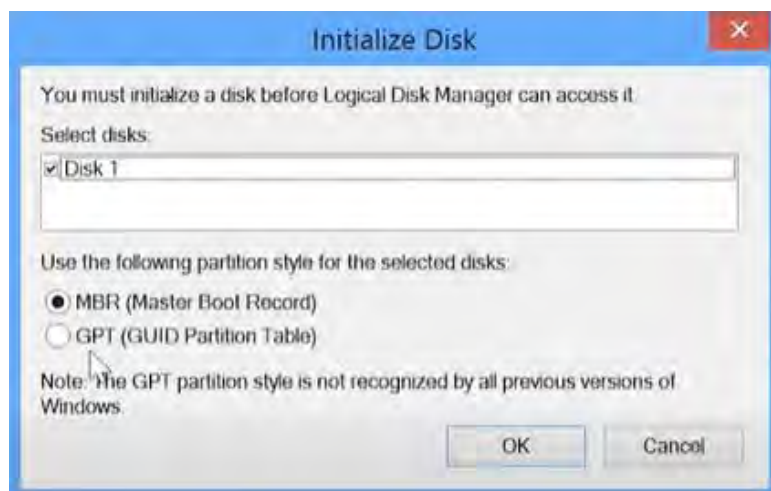 Initialize Disk
You must initialize a disk before Logical Disk Manager can access it.
Select disks:
Disk 1
Use the following partition style for the selected disks:
MBR (Master Boot Record)
GPT (GUID Partition Table)
Note: The GPT partition style is not recognized by all previous versions of
Windows.
OK Cancel